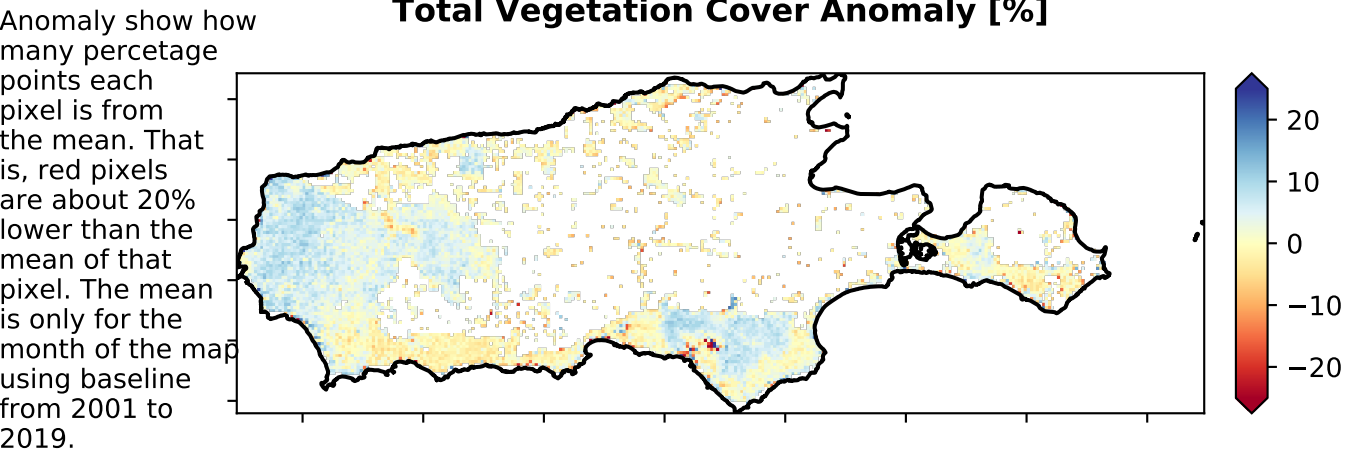 Total Vegetation Cover Anomaly [%]
Anomaly show how
many percetage
points each
pixel is from
the mean. That
is, red pixels
are about 20%
lower than the
mean of that
pixel. The mean
is only for the
month of the map
using baseline
from 2001 to
2019.
20
10
0
−10
−20